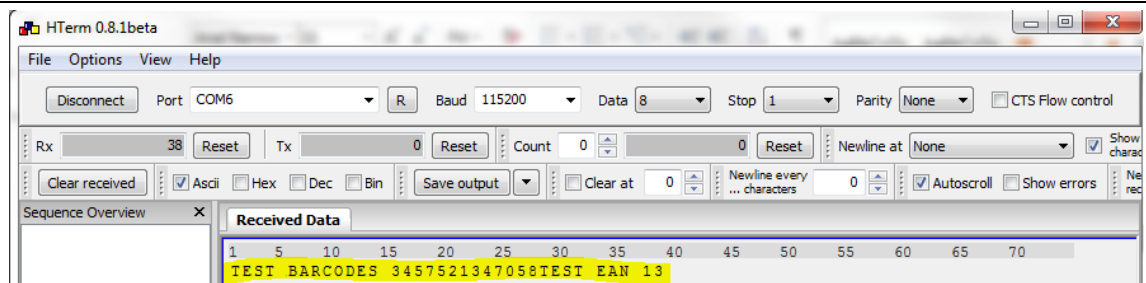 HTerm 0.8.1beta
File Options View Help
Disconnect Port COM6 R Baud 115200 Data 8 Stop 1 Parity None CTS Flow control
Rx 38 Reset Tx 0 Reset Count 0 0 Reset Newline at None Show
charac
Clear received Ascii Hex Dec Bin Save output Clear at 0 Newline every
... characters 0 Autoscroll Show errors Ne
rec
Sequence Overview X Received Data
1 5 10 15 20 25 30 35 40 45 50 55 60 65 70
TEST BARCODES 3457521347058TEST EAN 13